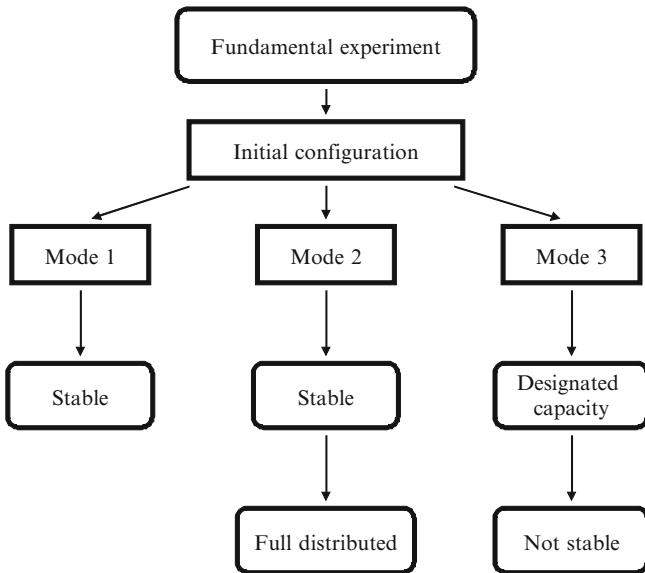 Fundamental experiment
Initial configuration
Mode 1
Mode 2
Mode 3
Stable
Stable
Designated
capacity
Full distributed
Not stable